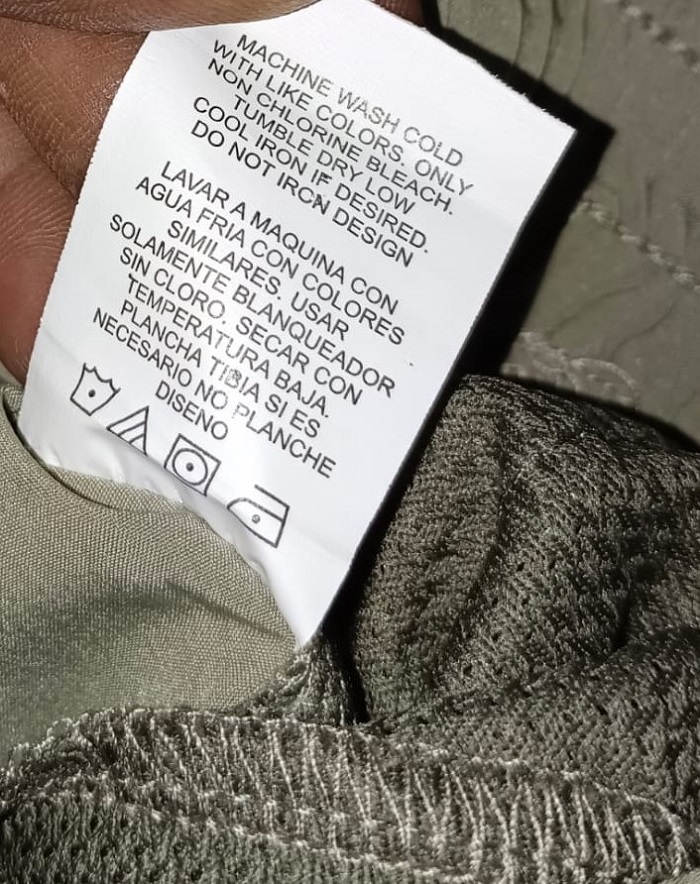 MACHINE WASH COLD
WITH LIKE COLORS. ONLY
NON CHLORINE BLEACH.
TUMBLE DRY LOW
COOL IRON IF DESIRED.
DO NOT IRON DESIGN
LAVAR A MAQUINA CON
AGUA FRIA CON COLORES
SIMILARES. USAR
SOLAMENTE BLANQUEADOR
SIN CLORO. SECAR CON
TEMPERATURA BAJA.
PLANCHA TIBIA SI ES
NECESARIO NO PLANCHE
DISENO